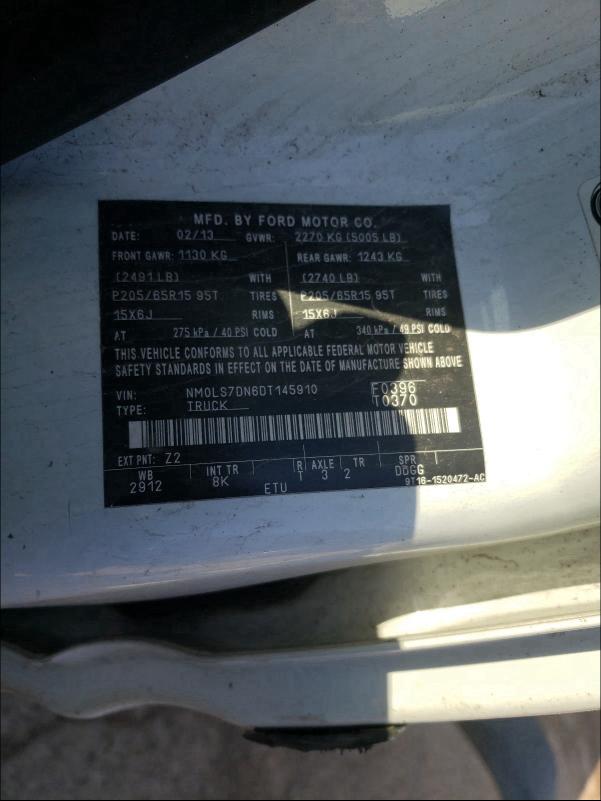 MFD. BY FORD MOTOR CO.
DATE: 02/13 GVWR: 2270 KG (5005 LB)
FRONT GAWR: 1130 KG REAR GAWR: 1243 KG
(2491 LB) WITH (2740 LB) WITH
P205/65R15 95T TIRES P205/65R15 95T TIRES
15X6J RIMS 15X6J RIMS
AT 275 kPa / 40 PSI COLD AT 340 kPa / 49 PSI COLD
THIS VEHICLE CONFORMS TO ALL APPLICABLE FEDERAL MOTOR VEHICLE
SAFETY STANDARDS IN EFFECT ON THE DATE OF MANUFACTURE SHOWN ABOVE
VIN: NM0LS7DN6DT145910 F0396
TYPE: TRUCK T0370
EXT PNT: Z2
WB INT TR R AXLE TR SPR
2912 8K T 3 2 DDGG
ETU 9T16-1520472-AC